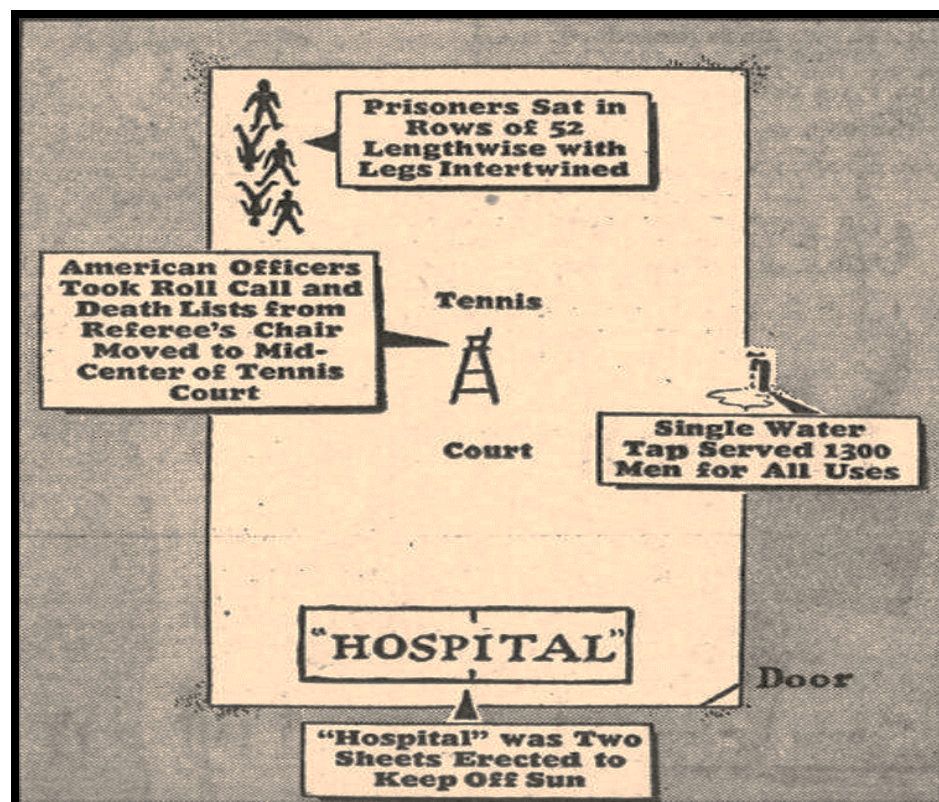 Prisoners Sat in
Rows of 52
Lengthwise with
Legs Intertwined
American Officers
Took Roll Call and
Death Lists from
Referee's Chair
Moved to Mid-
Center of Tennis
Court
Tennis
Court
Single Water
Tap Served 1300
Men for All Uses
"HOSPITAL"
Door
"Hospital" was Two
Sheets Erected to
Keep Off Sun